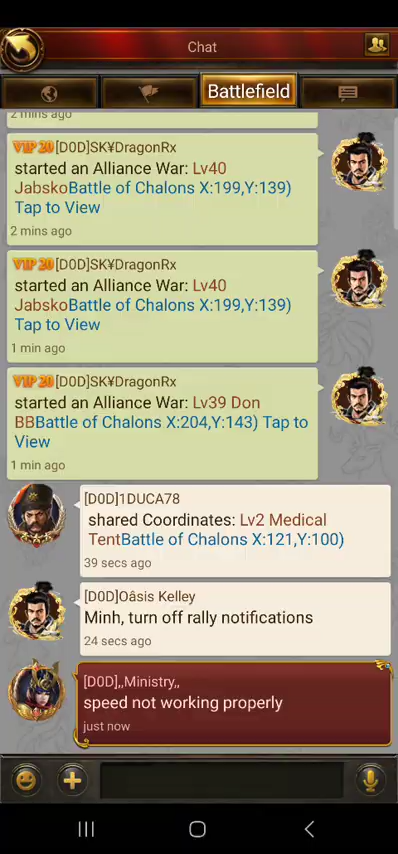 Chat
Battlefield
2 mins ago
VIP 20 [D0D]SK¥DragonRx
started an Alliance War: Lv40
JabskoBattle of Chalons X:199,Y:139)
Tap to View
2 mins ago
VIP 20 [D0D]SK¥DragonRx
started an Alliance War: Lv40
JabskoBattle of Chalons X:199,Y:139)
Tap to View
1 min ago
VIP 20 [D0D]SK¥DragonRx
started an Alliance War: Lv39 Don
BBBattle of Chalons X:204,Y:143) Tap to
View
1 min ago
[D0D]1DUCA78
shared Coordinates: Lv2 Medical
TentBattle of Chalons X:121,Y:100)
39 secs ago
[D0D]Oâsis Kelley
Minh, turn off rally notifications
24 secs ago
[D0D],,Ministry,,
speed not working properly
just now